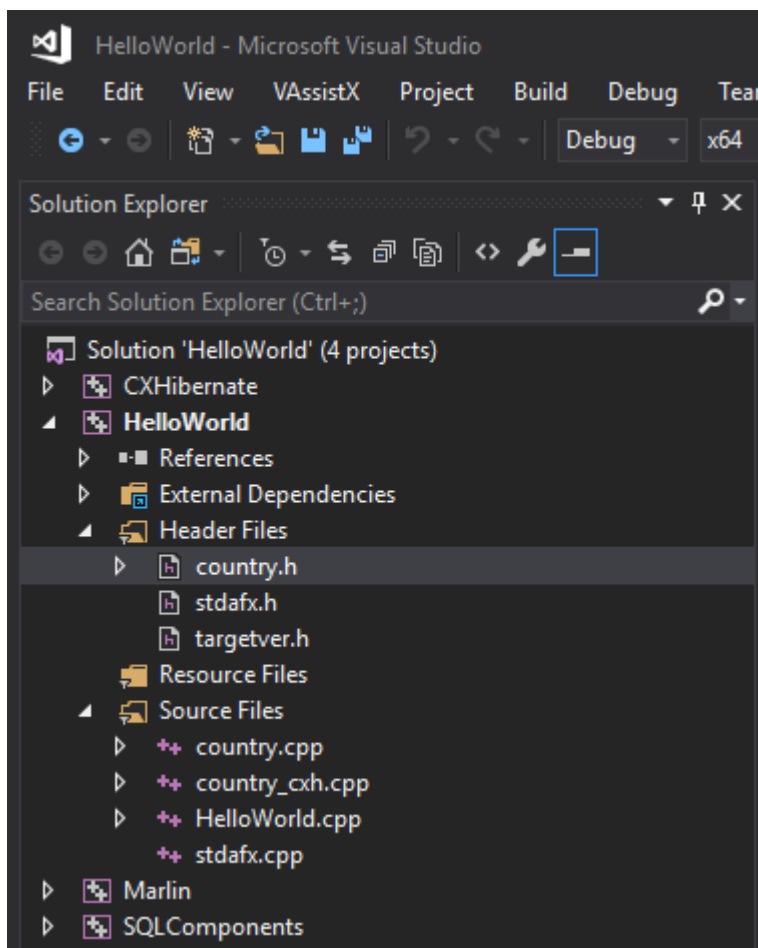 HelloWorld - Microsoft Visual Studio
File Edit View VAssistX Project Build Debug Tea
Debug x64
Solution Explorer
Search Solution Explorer (Ctrl+;)
Solution 'HelloWorld' (4 projects)
CXHibernate
HelloWorld
References
External Dependencies
Header Files
country.h
stdafx.h
targetver.h
Resource Files
Source Files
country.cpp
country_cxh.cpp
HelloWorld.cpp
stdafx.cpp
Marlin
SQLComponents